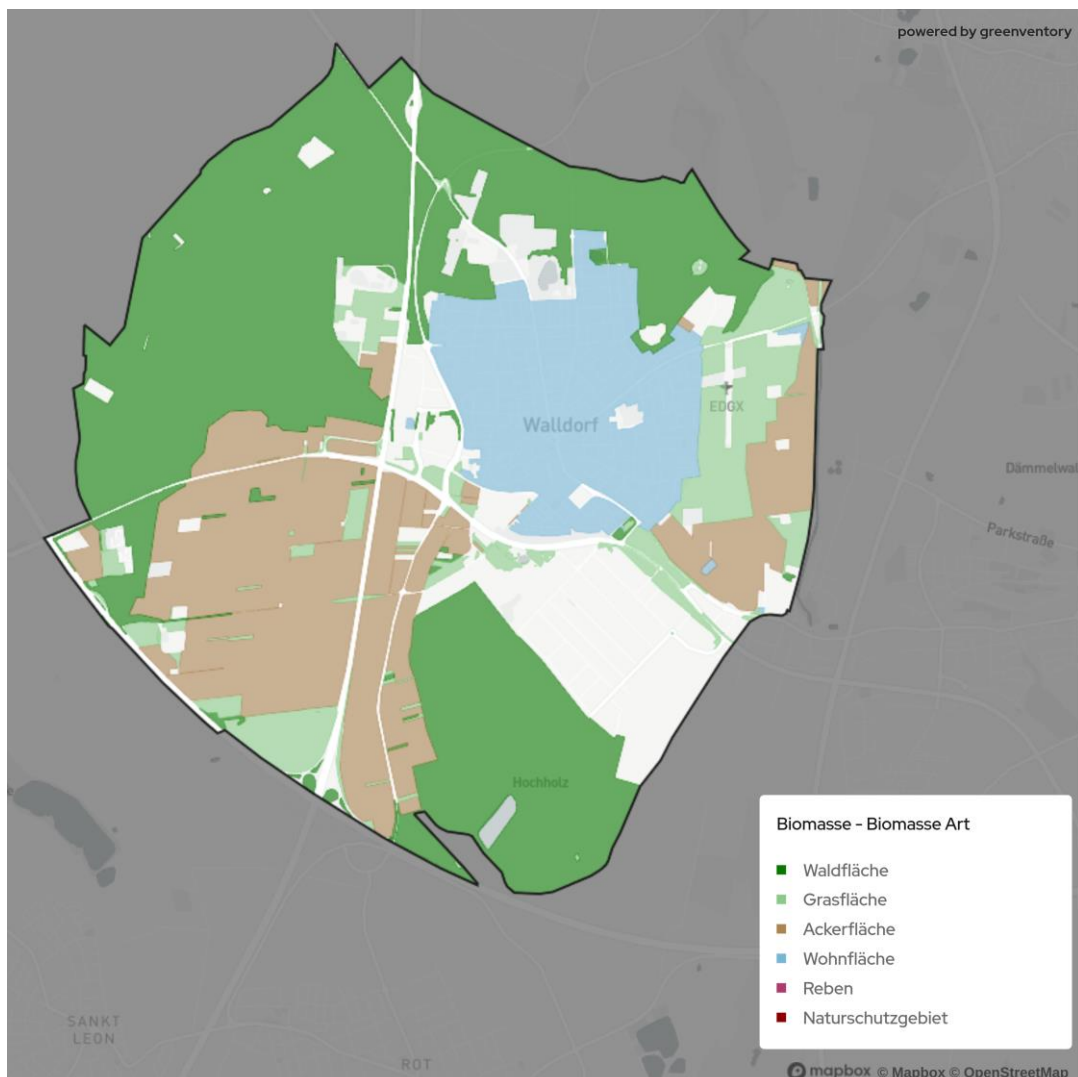 powered by greenventory
Walldorf
EDGX
Dämmelwal
Parkstraße
Hochholz
Biomasse - Biomasse Art
Waldfläche
Grasfläche
Ackerfläche
Wohnfläche
Reben
Naturschutzgebiet
SANKT
LEON
ROT
mapbox © Mapbox © OpenStreetMap